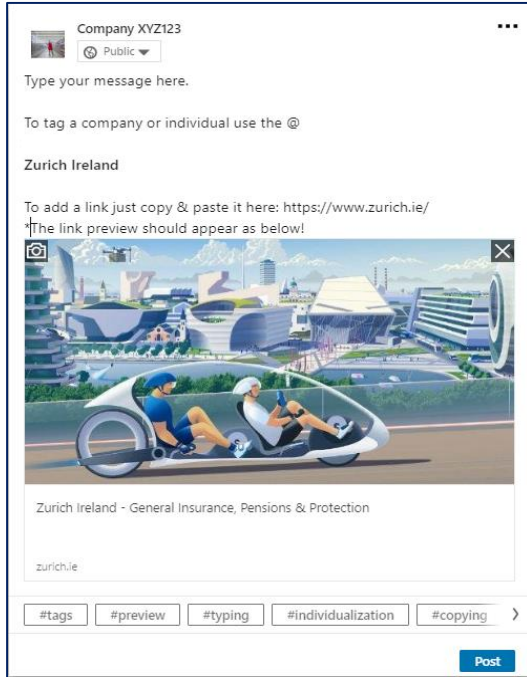 Company XYZ123
Public
Type your message here.
To tag a company or individual use the @
Zurich Ireland
To add a link just copy & paste it here: https://www.zurich.ie/
*The link preview should appear as below!
Zurich Ireland - General Insurance, Pensions & Protection
zurich.ie
#tags #preview #typing #individualization #copying
Post